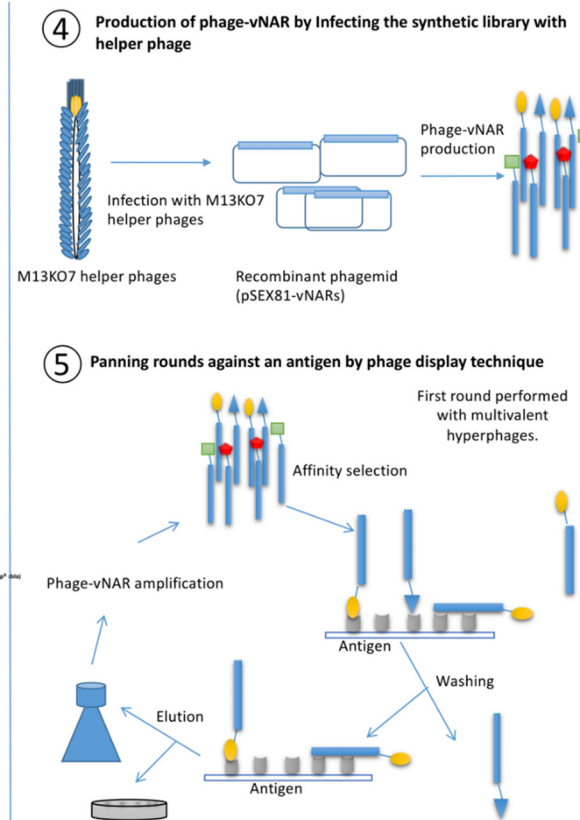 4
Production of phage-vNAR by Infecting the synthetic library with
helper phage
Phage-vNAR
production
Infection with M13KO7
helper phages
M13KO7 helper phages
Recombinant phagemid
(pSEX81-vNARs)
5
Panning rounds against an antigen by phage display technique
First round performed
with multivalent
hyperphages.
Affinity selection
Phage-vNAR amplification
Antigen
Washing
Elution
Antigen